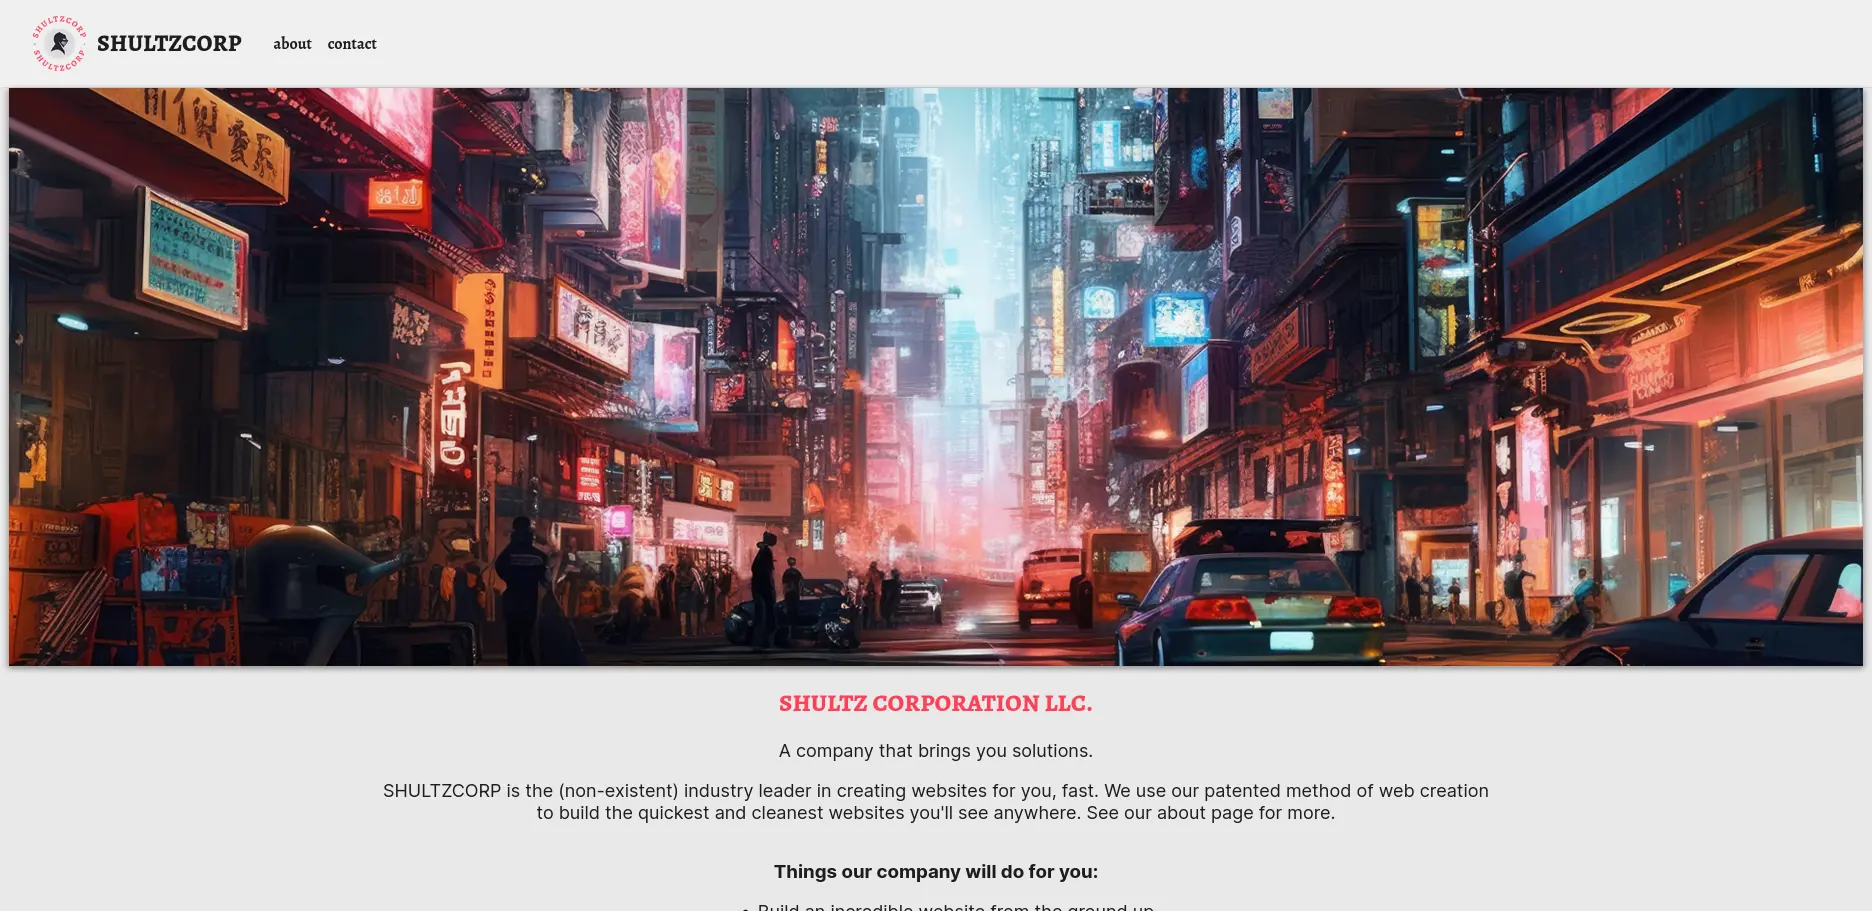 SHULTZCORP
SHULTZCORP
SHULTZCORP
about
contact
SHULTZ CORPORATION LLC.
A company that brings you solutions.
SHULTZCORP is the (non-existent) industry leader in creating websites for you, fast. We use our patented method of web creation
to build the quickest and cleanest websites you'll see anywhere. See our about page for more.
Things our company will do for you:
• Build an incredible website from the ground up